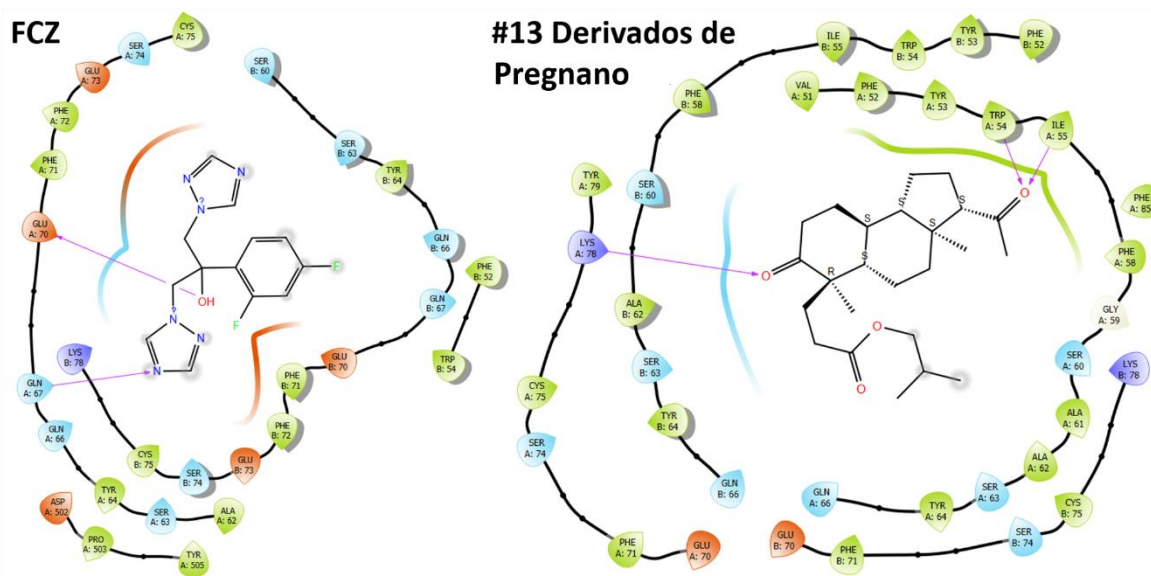 FCZ
#13 Derivados de
Pregnano
CYS
A: 75
SER
A: 74
GLU
A: 73
PHE
A: 72
PHE
A: 71
GLU
A: 70
GLN
A: 67
GLN
A: 66
TYR
A: 64
SER
A: 63
ALA
A: 62
ASP
A: 502
PRO
A: 503
TYR
A: 505
SER
B: 60
SER
B: 63
TYR
B: 64
GLN
B: 66
GLN
B: 67
GLU
B: 70
PHE
B: 71
PHE
B: 72
GLU
B: 73
SER
B: 74
CYS
B: 75
LYS
B: 78
PHE
B: 52
TRP
B: 54
N
N
N
N
N
N
OH
F
F
PHE
B: 52
TYR
B: 53
TRP
B: 54
ILE
B: 55
PHE
B: 58
SER
B: 60
ALA
B: 62
SER
B: 63
TYR
B: 64
GLN
B: 66
VAL
A: 51
PHE
A: 52
TYR
A: 53
TRP
A: 54
ILE
A: 55
PHE
A: 85
PHE
A: 58
GLY
A: 59
SER
A: 60
ALA
A: 61
ALA
A: 62
SER
A: 63
TYR
A: 64
GLN
A: 66
TYR
A: 79
LYS
A: 78
CYS
A: 75
SER
A: 74
PHE
A: 71
GLU
A: 70
LYS
B: 78
CYS
B: 75
SER
B: 74
PHE
B: 71
GLU
B: 70
O
O
O
O
S
S
S
S
S
R